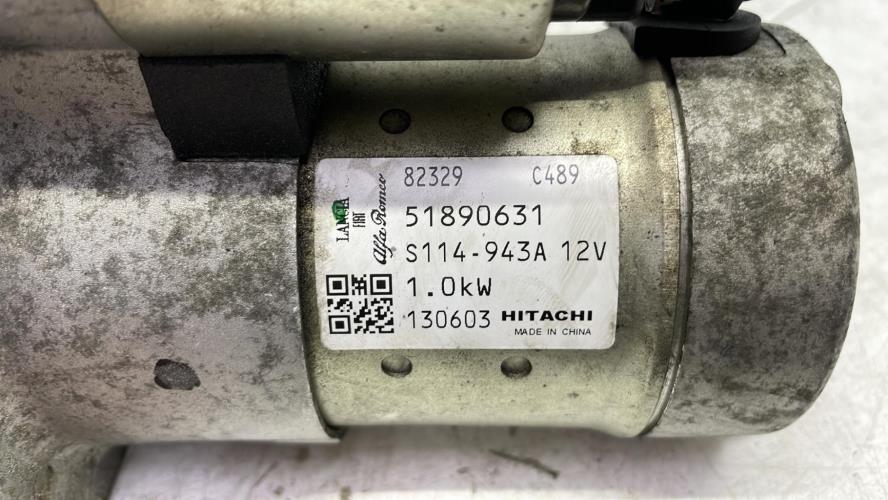 82329 C489
LANCIA
FIAT
Alfa Romeo
51890631
S114-943A 12V
1.0kW
130603 HITACHI
MADE IN CHINA